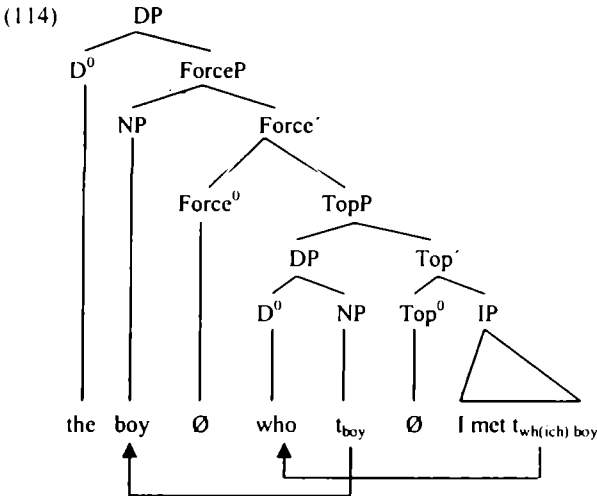 (114) DP
D⁰ ForceP
NP Force´
Force⁰ TopP
DP Top´
D⁰ NP Top⁰ IP
the boy Ø who t_boy Ø I met t_wh(ich) boy